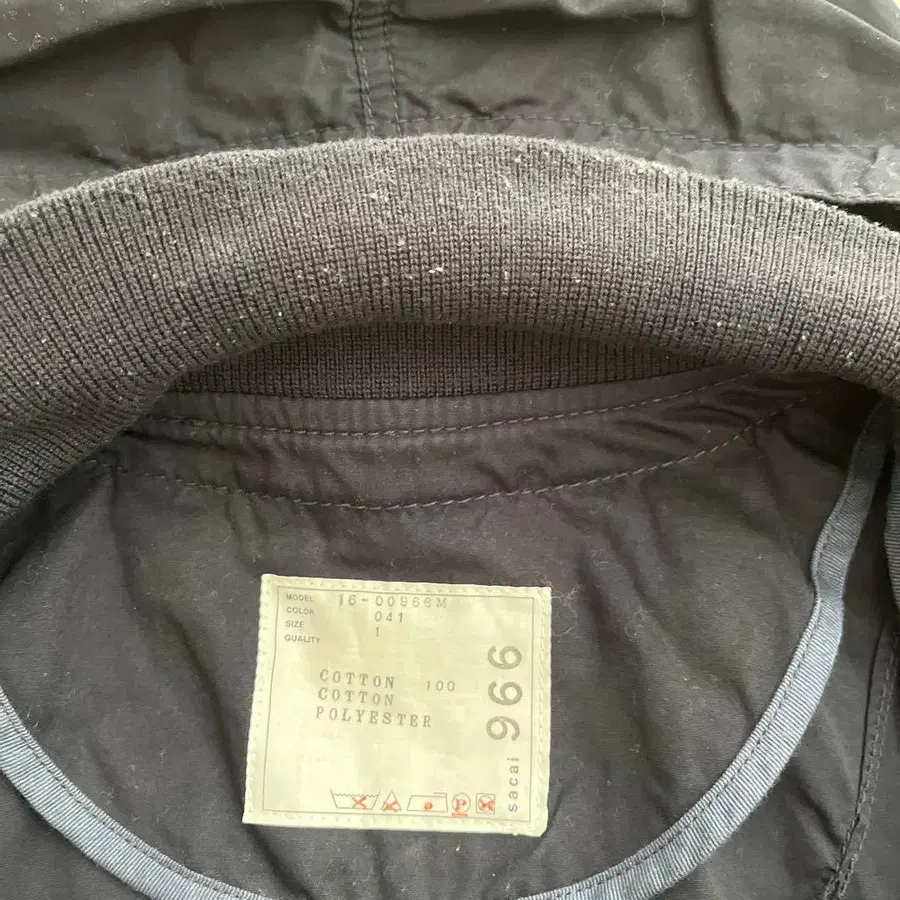 MODEL 16-00966M
COLOR 041
SIZE 1
QUALITY
COTTON 100
COTTON
POLYESTER
P
sacai 966